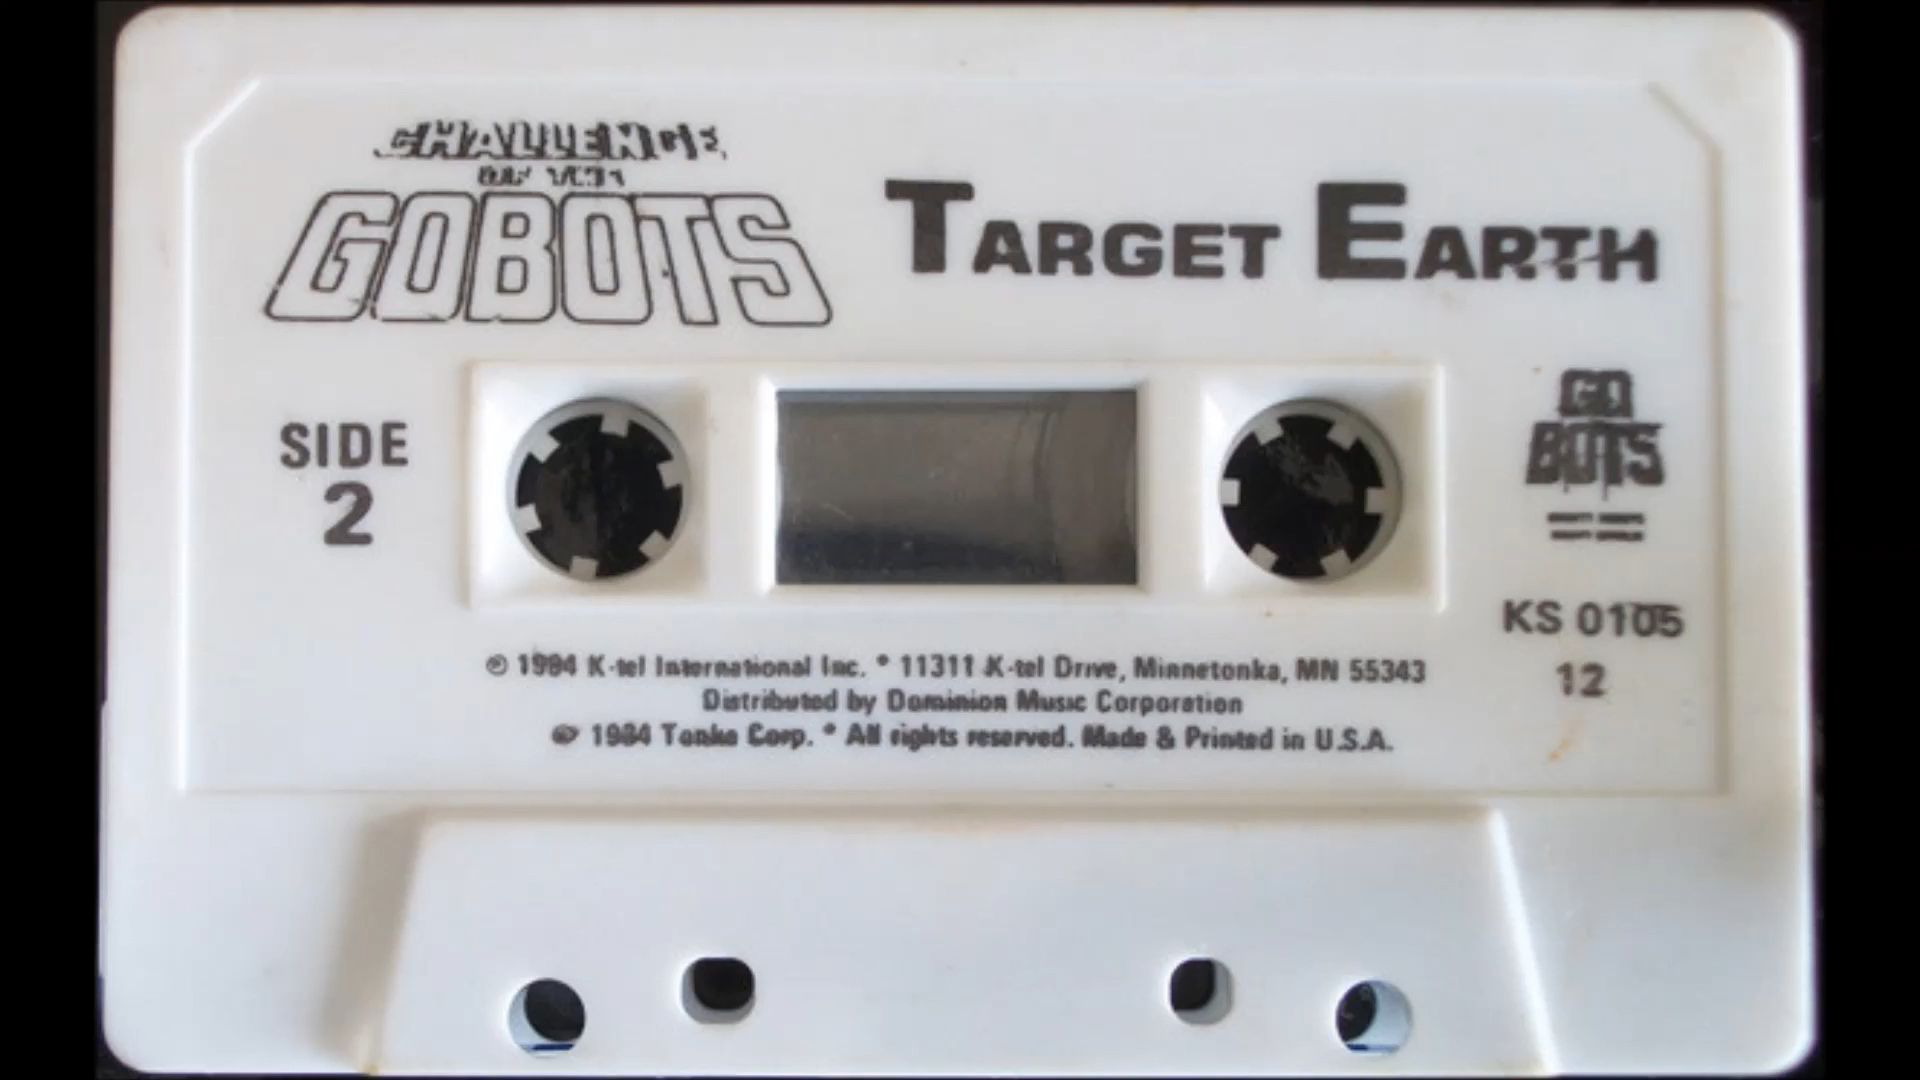 CHALLENGE
OF THE
GOBOTS
TARGET EARTH
SIDE
2
GO
BOTS
KS 0105
12
℗ 1984 K-tel International Inc. * 11311 K-tel Drive, Minnetonka, MN 55343
Distributed by Dominion Music Corporation
© 1984 Tonka Corp. * All rights reserved. Made & Printed in U.S.A.